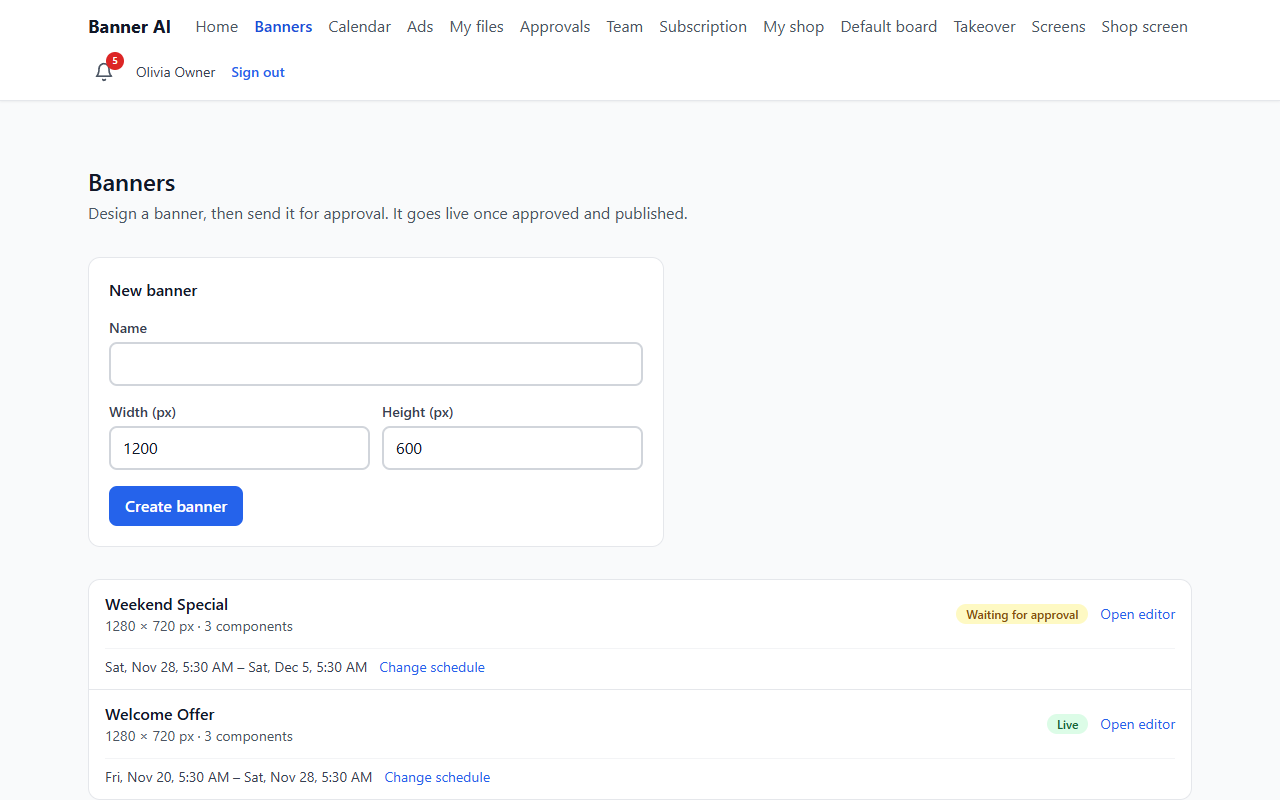 Banner AI Home Banners Calendar Ads My files Approvals Team Subscription My shop Default board Takeover Screens Shop screen
5 Olivia Owner Sign out
Banners
Design a banner, then send it for approval. It goes live once approved and published.
New banner
Name
Width (px) Height (px)
1200 600
Create banner
Weekend Special
1280 × 720 px · 3 components
Waiting for approval Open editor
Sat, Nov 28, 5:30 AM – Sat, Dec 5, 5:30 AM Change schedule
Welcome Offer
1280 × 720 px · 3 components
Live Open editor
Fri, Nov 20, 5:30 AM – Sat, Nov 28, 5:30 AM Change schedule